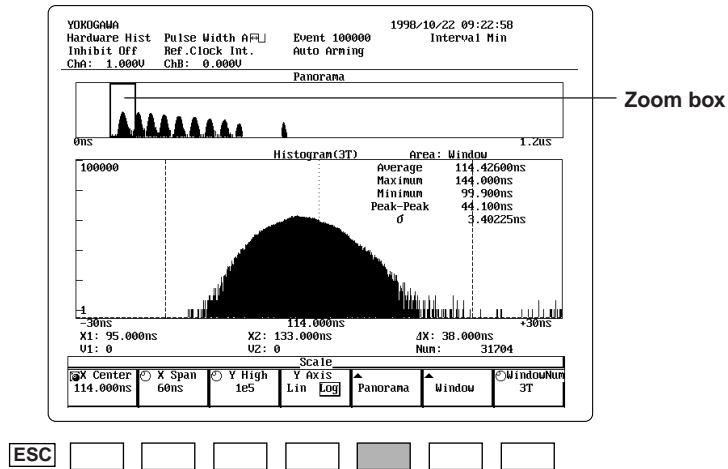 YOKOGAWA 1998/10/22 09:22:58
Hardware Hist Pulse Width A Event 100000 Interval Min
Inhibit Off Ref.Clock Int. Auto Arming
ChA: 1.000V ChB: 0.000V
Panorama
Zoom box
0ns 1.2us
Histogram(3T) Area: Window
100000
Average 114.42600ns
Maximum 144.000ns
Minimum 99.900ns
Peak-Peak 44.100ns
σ 3.40225ns
1
-30ns 114.000ns +30ns
X1: 95.000ns X2: 133.000ns ΔX: 38.000ns
V1: 0 V2: 0 Num: 31704
Scale
X Center X Span Y High Y Axis Panorama Window WindowNum
114.000ns 60ns 1e5 Lin Log 3T
ESC